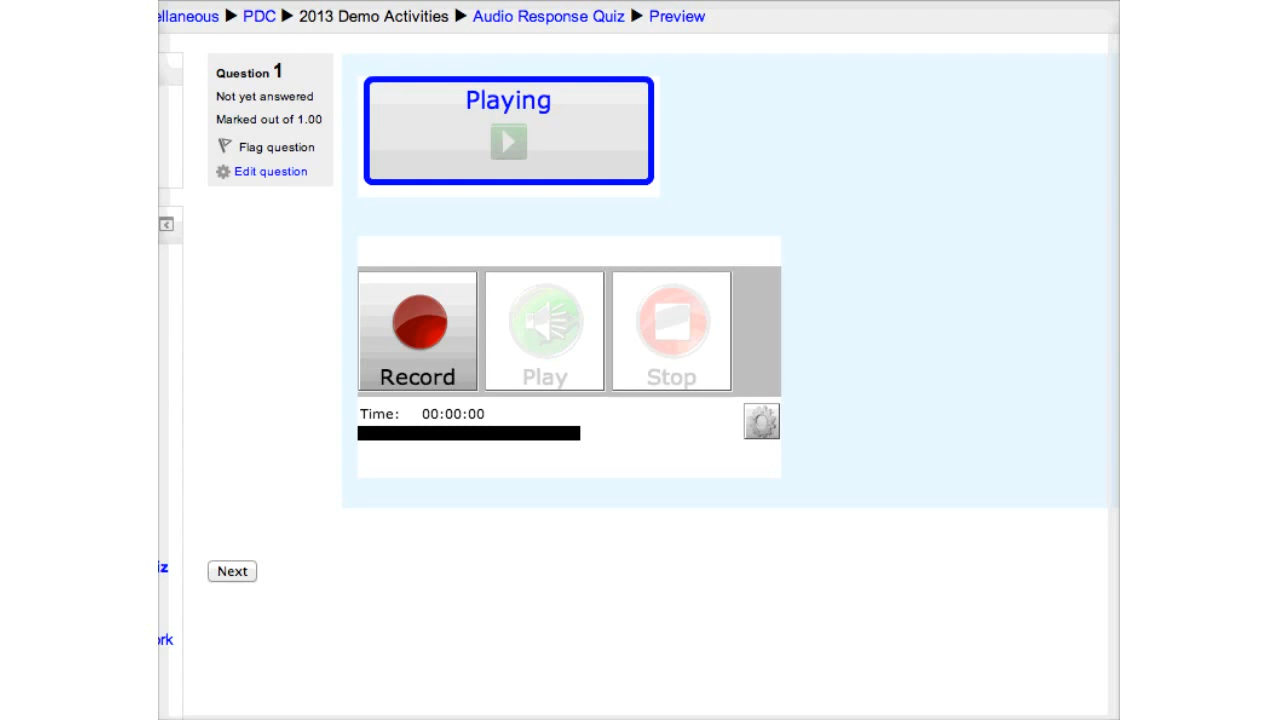 ellaneous ▶ PDC ▶ 2013 Demo Activities ▶ Audio Response Quiz ▶ Preview
Question 1
Not yet answered
Marked out of 1.00
Flag question
Edit question
Playing
Record
Play
Stop
Time: 00:00:00
iz
Next
ork